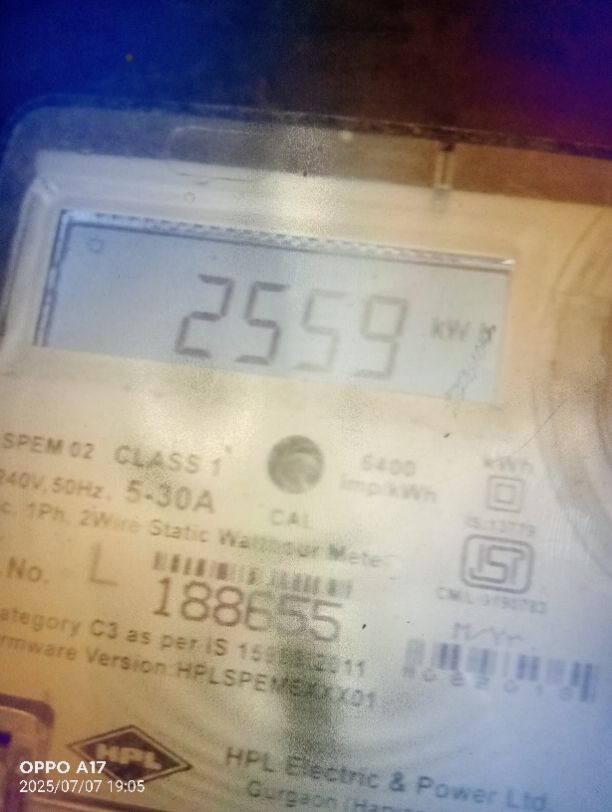 2559 kWh
SPEM 02 CLASS 1
6400 kWh
240V, 50Hz. 5-30A
Imp/kWh
CAL
IS:13779
c. 1Ph. 2Wire Static Watthour Meter
No. L
188655
ISI
M/Yr.
ategory C3 as per IS
rmware Version:
HPL
HPL Electric & Power Ltd.
Gurgaon
OPPO A17
2025/07/07 19:05